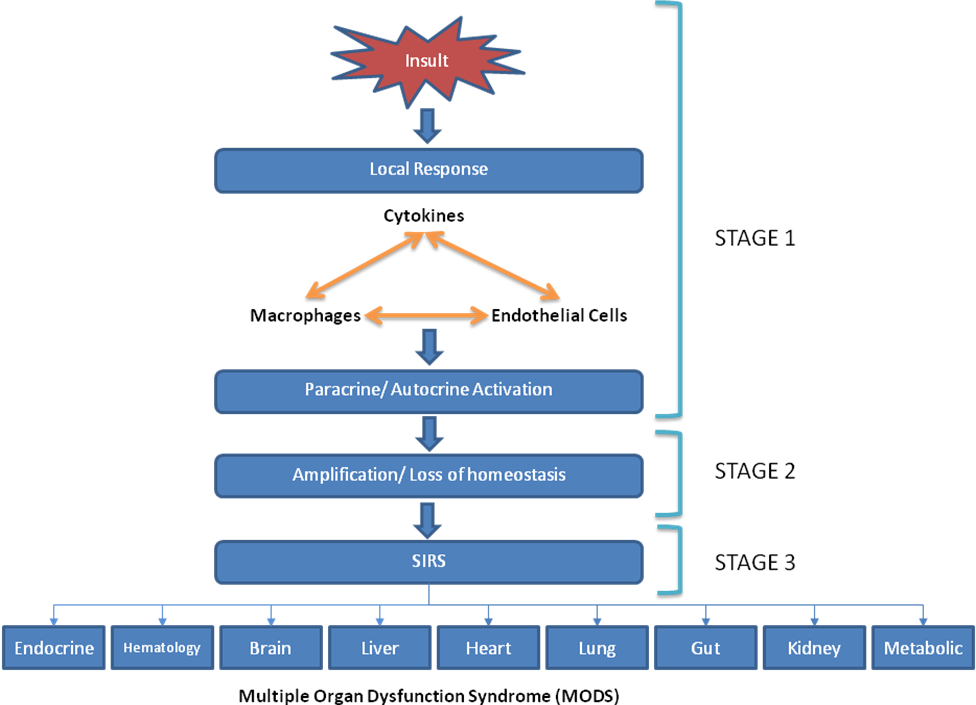 Insult
Local Response
Cytokines
STAGE 1
Macrophages
Endothelial Cells
Paracrine/ Autocrine Activation
Amplification/ Loss of homeostasis
STAGE 2
SIRS
STAGE 3
Endocrine
Hematology
Brain
Liver
Heart
Lung
Gut
Kidney
Metabolic
Multiple Organ Dysfunction Syndrome (MODS)